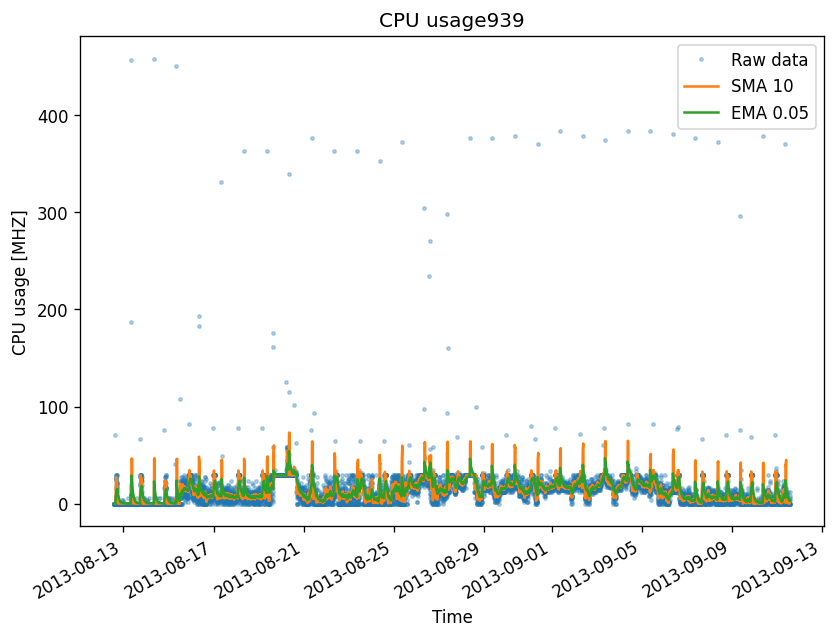 CPU usage939
Raw data
SMA 10
EMA 0.05
CPU usage [MHZ]
400
300
200
100
0
2013-08-13
2013-08-17
2013-08-21
2013-08-25
2013-08-29
2013-09-01
2013-09-05
2013-09-09
2013-09-13
Time